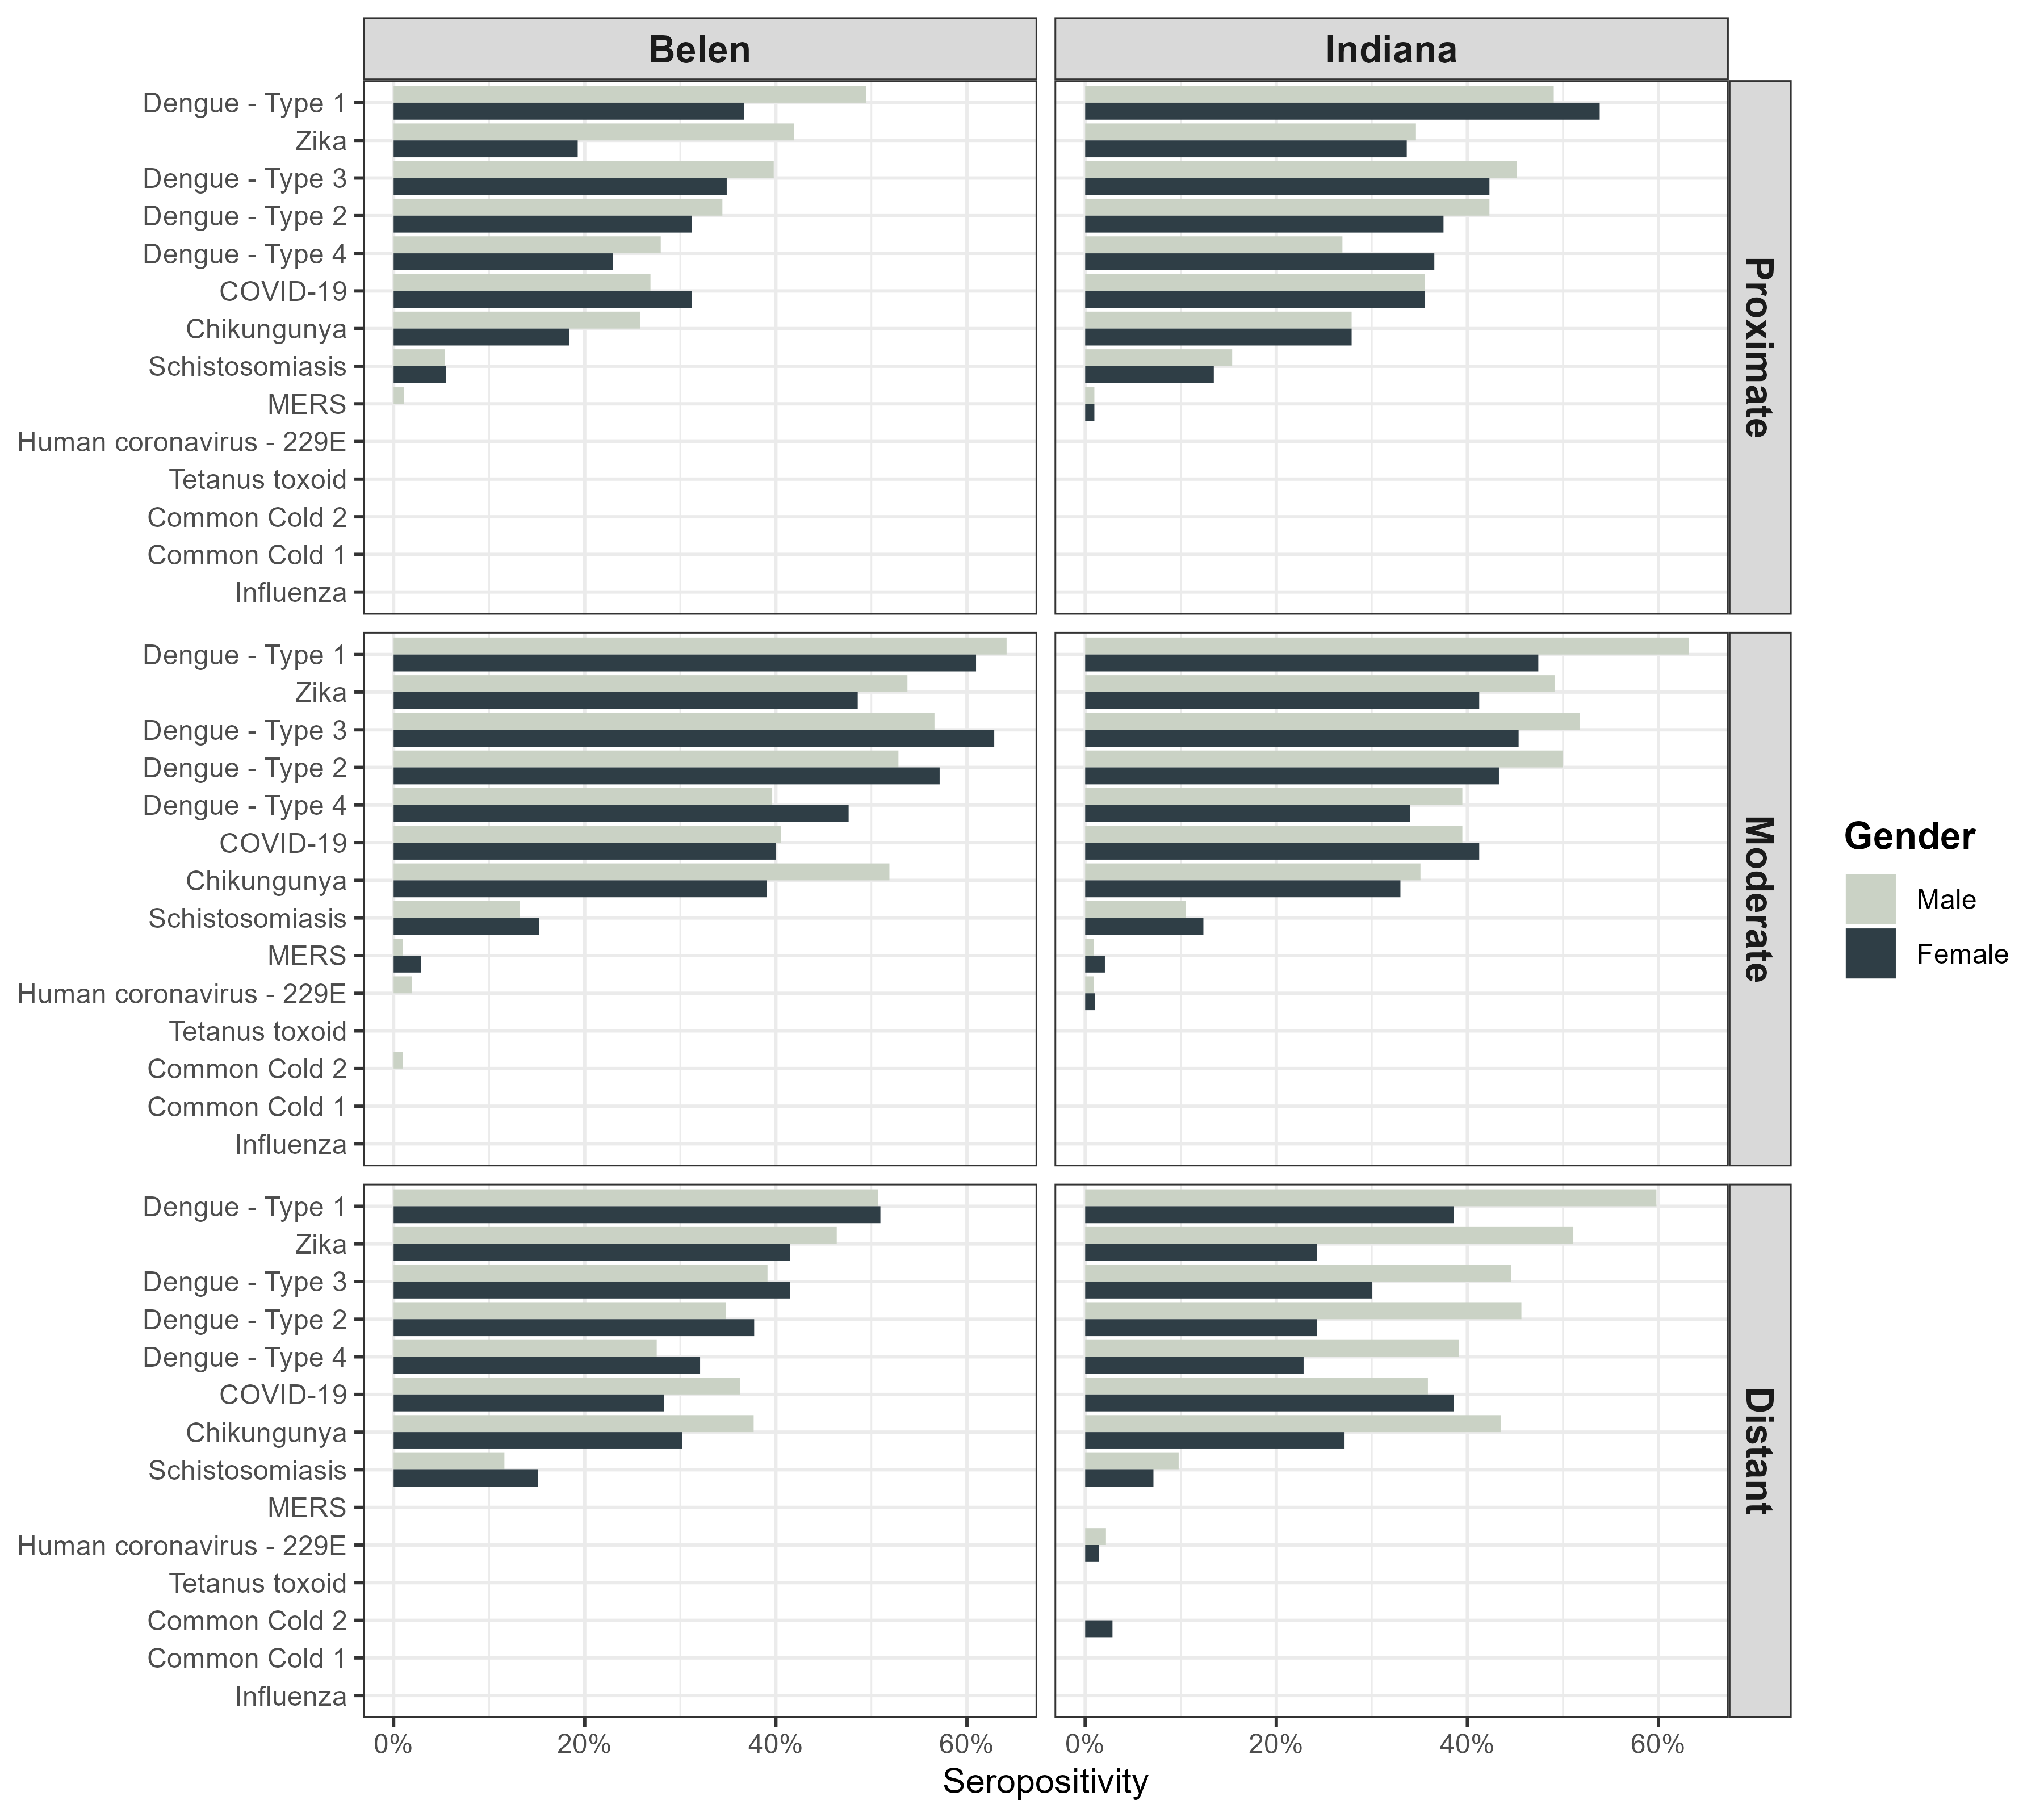 Belen
Indiana
Dengue - Type 1
Zika
Dengue - Type 3
Dengue - Type 2
Dengue - Type 4
COVID-19
Chikungunya
Schistosomiasis
MERS
Human coronavirus - 229E
Tetanus toxoid
Common Cold 2
Common Cold 1
Influenza
Proximate
Dengue - Type 1
Zika
Dengue - Type 3
Dengue - Type 2
Dengue - Type 4
COVID-19
Chikungunya
Schistosomiasis
MERS
Human coronavirus - 229E
Tetanus toxoid
Common Cold 2
Common Cold 1
Influenza
Moderate
Dengue - Type 1
Zika
Dengue - Type 3
Dengue - Type 2
Dengue - Type 4
COVID-19
Chikungunya
Schistosomiasis
MERS
Human coronavirus - 229E
Tetanus toxoid
Common Cold 2
Common Cold 1
Influenza
Distant
0% 20% 40% 60%
0% 20% 40% 60%
Seropositivity
Gender
Male
Female